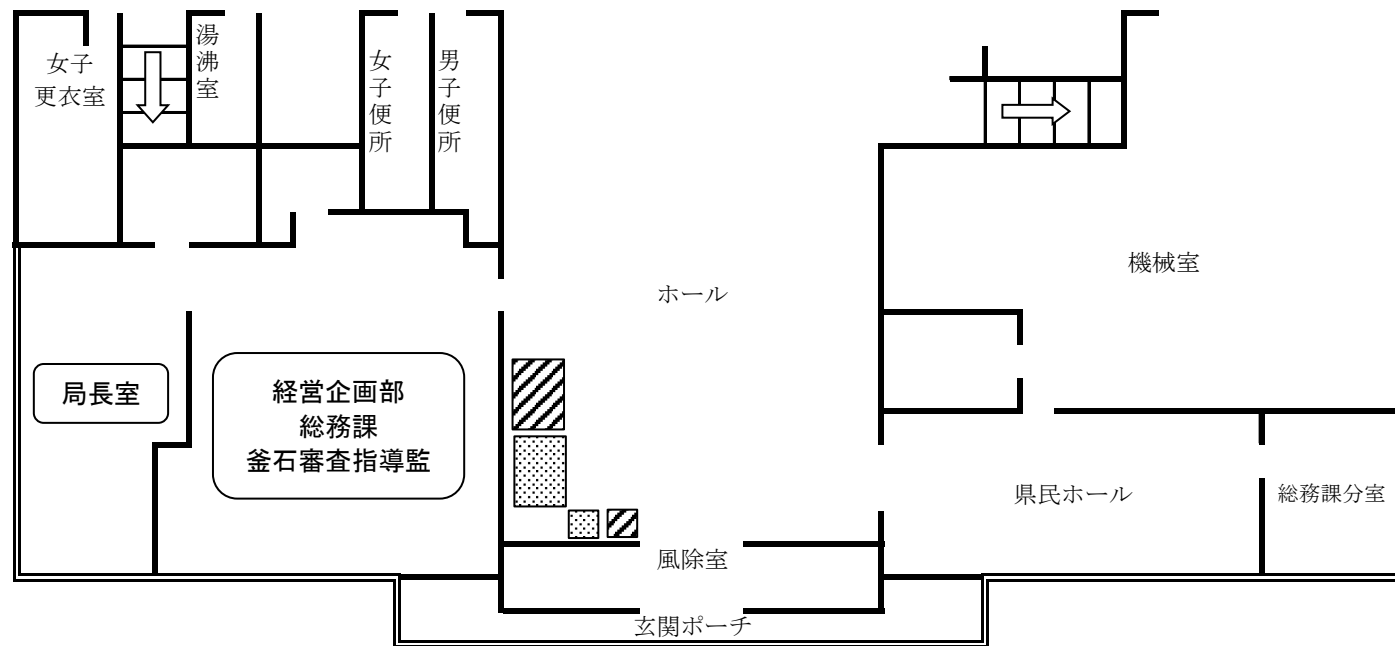 女子
更衣室
湯沸室
女子便所
男子便所
ホール
機械室
局長室
経営企画部
総務課
釜石審査指導監
県民ホール
総務課分室
風除室
玄関ポーチ